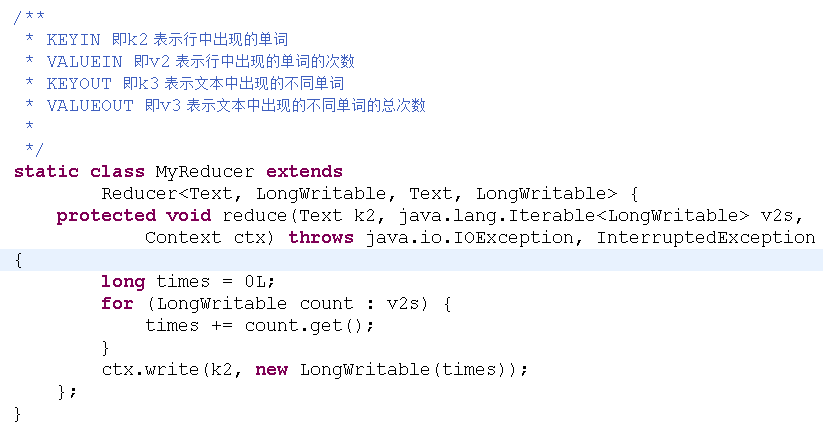 /**
 * KEYIN 即k2表示行中出现的单词
 * VALUEIN 即v2表示行中出现的单词的次数
 * KEYOUT 即k3表示文本中出现的不同单词
 * VALUEOUT 即v3表示文本中出现的不同单词的总次数
 *
 */
static class MyReducer extends
        Reducer<Text, LongWritable, Text, LongWritable> {
    protected void reduce(Text k2, java.lang.Iterable<LongWritable> v2s,
            Context ctx) throws java.io.IOException, InterruptedException
{
        long times = 0L;
        for (LongWritable count : v2s) {
            times += count.get();
        }
        ctx.write(k2, new LongWritable(times));
    };
}